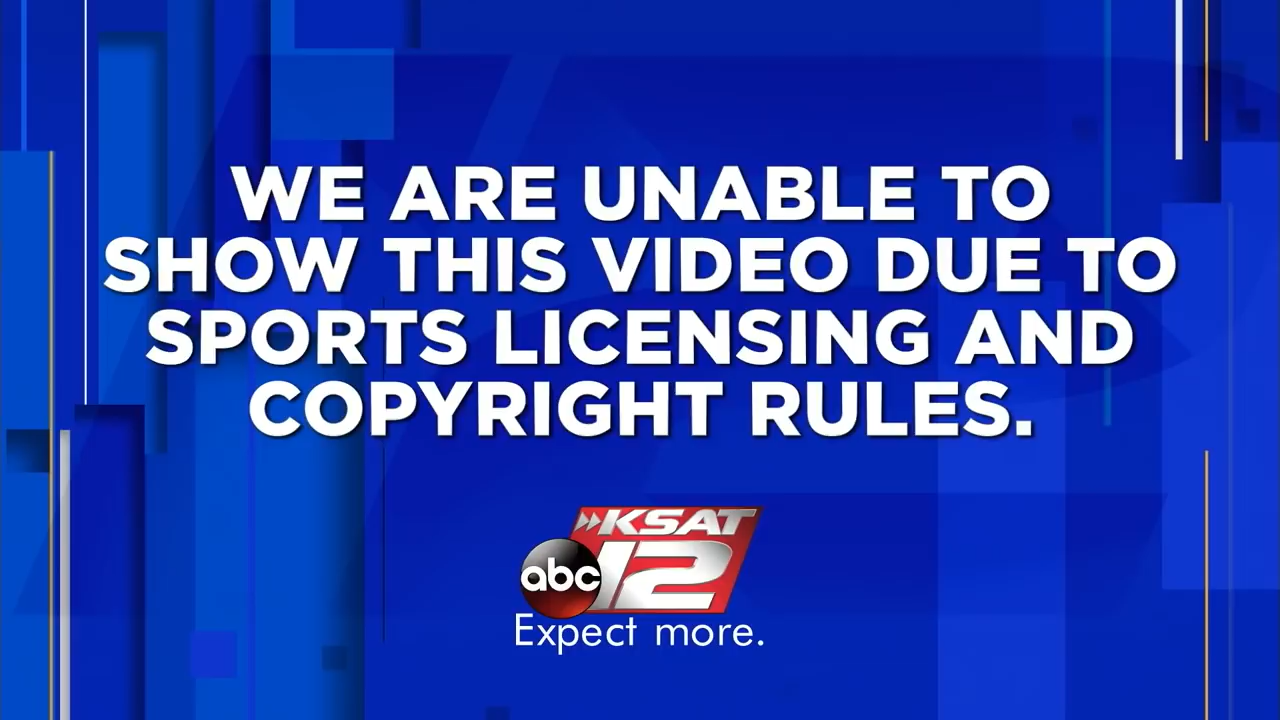 WE ARE UNABLE TO
SHOW THIS VIDEO DUE TO
SPORTS LICENSING AND
COPYRIGHT RULES.
KSAT
abc 12
Expect more.